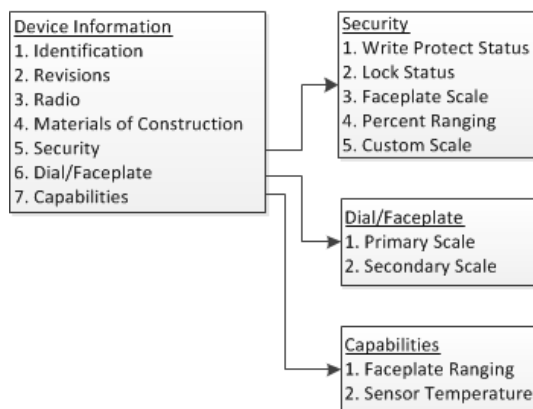 Device Information
1. Identification
2. Revisions
3. Radio
4. Materials of Construction
5. Security
6. Dial/Faceplate
7. Capabilities
Security
1. Write Protect Status
2. Lock Status
3. Faceplate Scale
4. Percent Ranging
5. Custom Scale
Dial/Faceplate
1. Primary Scale
2. Secondary Scale
Capabilities
1. Faceplate Ranging
2. Sensor Temperature